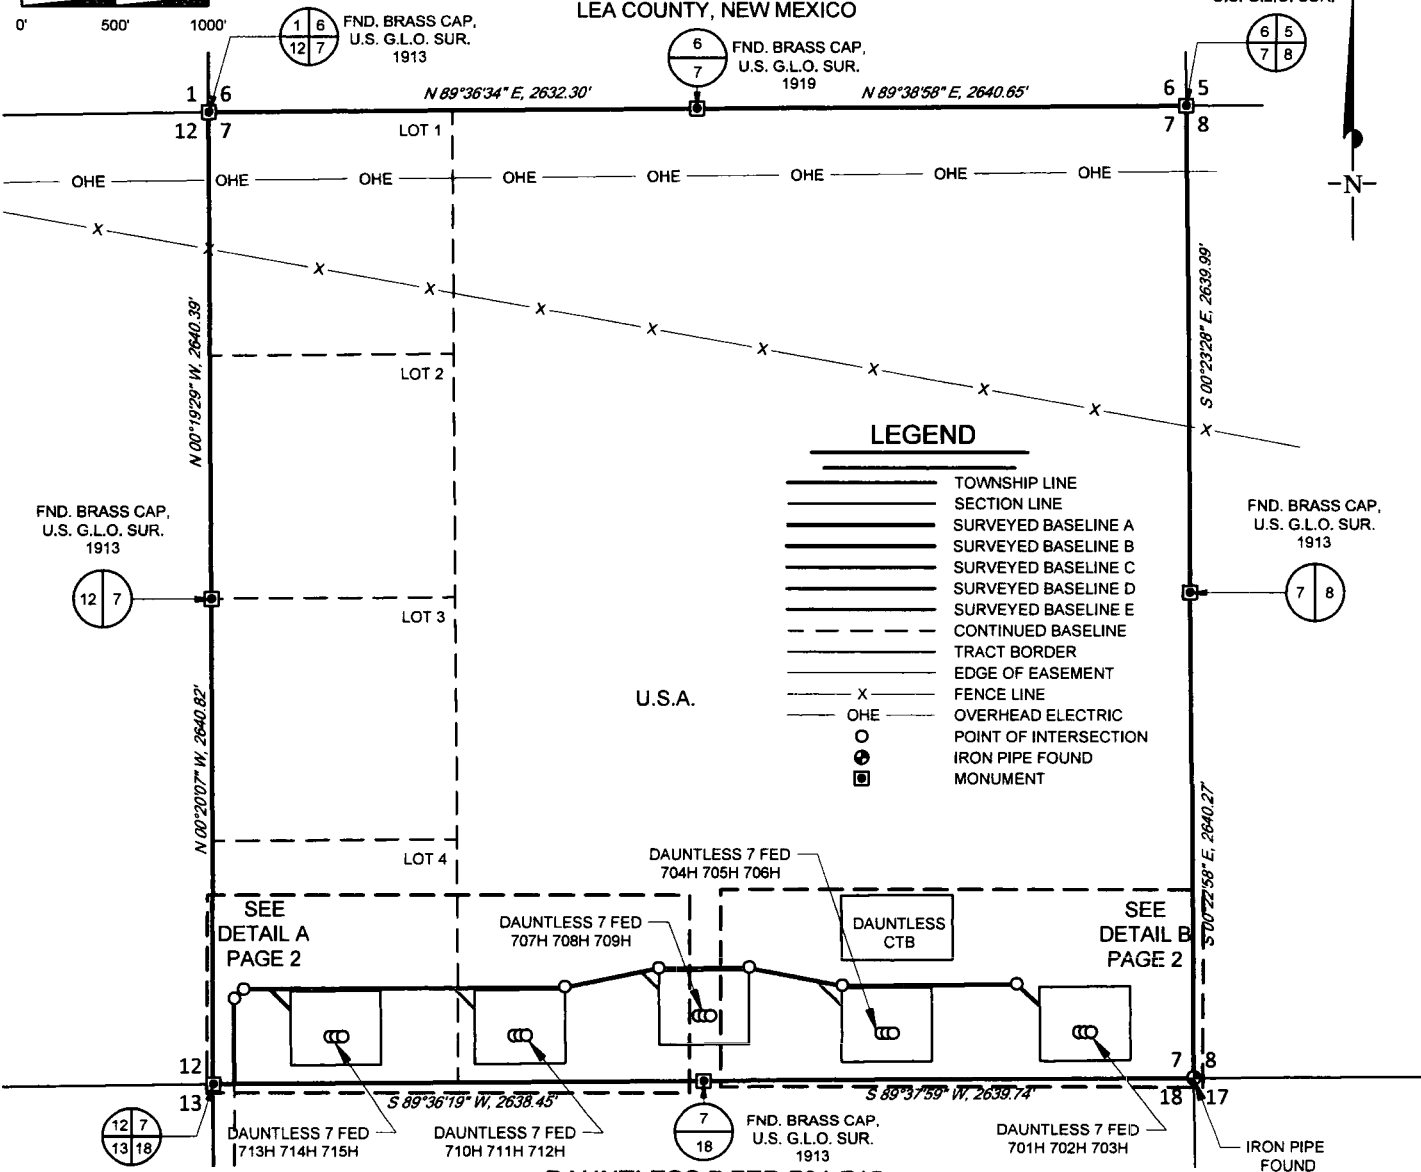 LEA COUNTY, NEW MEXICO
0' 500' 1000'
1 6
12 7
FND. BRASS CAP,
U.S. G.L.O. SUR.
1913
6
7
FND. BRASS CAP,
U.S. G.L.O. SUR.
1919
6 5
7 8
1 6
12 7
N 89°36'34" E, 2632.30'
N 89°38'58" E, 2640.65'
6 5
7 8
LOT 1
OHE OHE OHE OHE OHE OHE OHE OHE
-N-
X X X X X X X X X X X
N 00°19'29" W, 2640.39'
S 00°23'28" E, 2639.99'
LOT 2
LEGEND
TOWNSHIP LINE
SECTION LINE
SURVEYED BASELINE A
SURVEYED BASELINE B
SURVEYED BASELINE C
SURVEYED BASELINE D
SURVEYED BASELINE E
CONTINUED BASELINE
TRACT BORDER
EDGE OF EASEMENT
X FENCE LINE
OHE OVERHEAD ELECTRIC
POINT OF INTERSECTION
IRON PIPE FOUND
MONUMENT
FND. BRASS CAP,
U.S. G.L.O. SUR.
1913
12 7
FND. BRASS CAP,
U.S. G.L.O. SUR.
1913
7 8
LOT 3
U.S.A.
N 00°20'07" W, 2640.82'
S 00°22'58" E, 2640.27'
LOT 4
DAUNTLESS 7 FED
704H 705H 706H
SEE
DETAIL A
PAGE 2
DAUNTLESS 7 FED
707H 708H 709H
DAUNTLESS
CTB
SEE
DETAIL B
PAGE 2
12
13
7 8
18 17
S 89°36'19" W, 2638.45'
S 89°37'59" W, 2639.74'
12 7
13 18
DAUNTLESS 7 FED
713H 714H 715H
DAUNTLESS 7 FED
710H 711H 712H
7
18
FND. BRASS CAP,
U.S. G.L.O. SUR.
1913
DAUNTLESS 7 FED
701H 702H 703H
IRON PIPE
FOUND